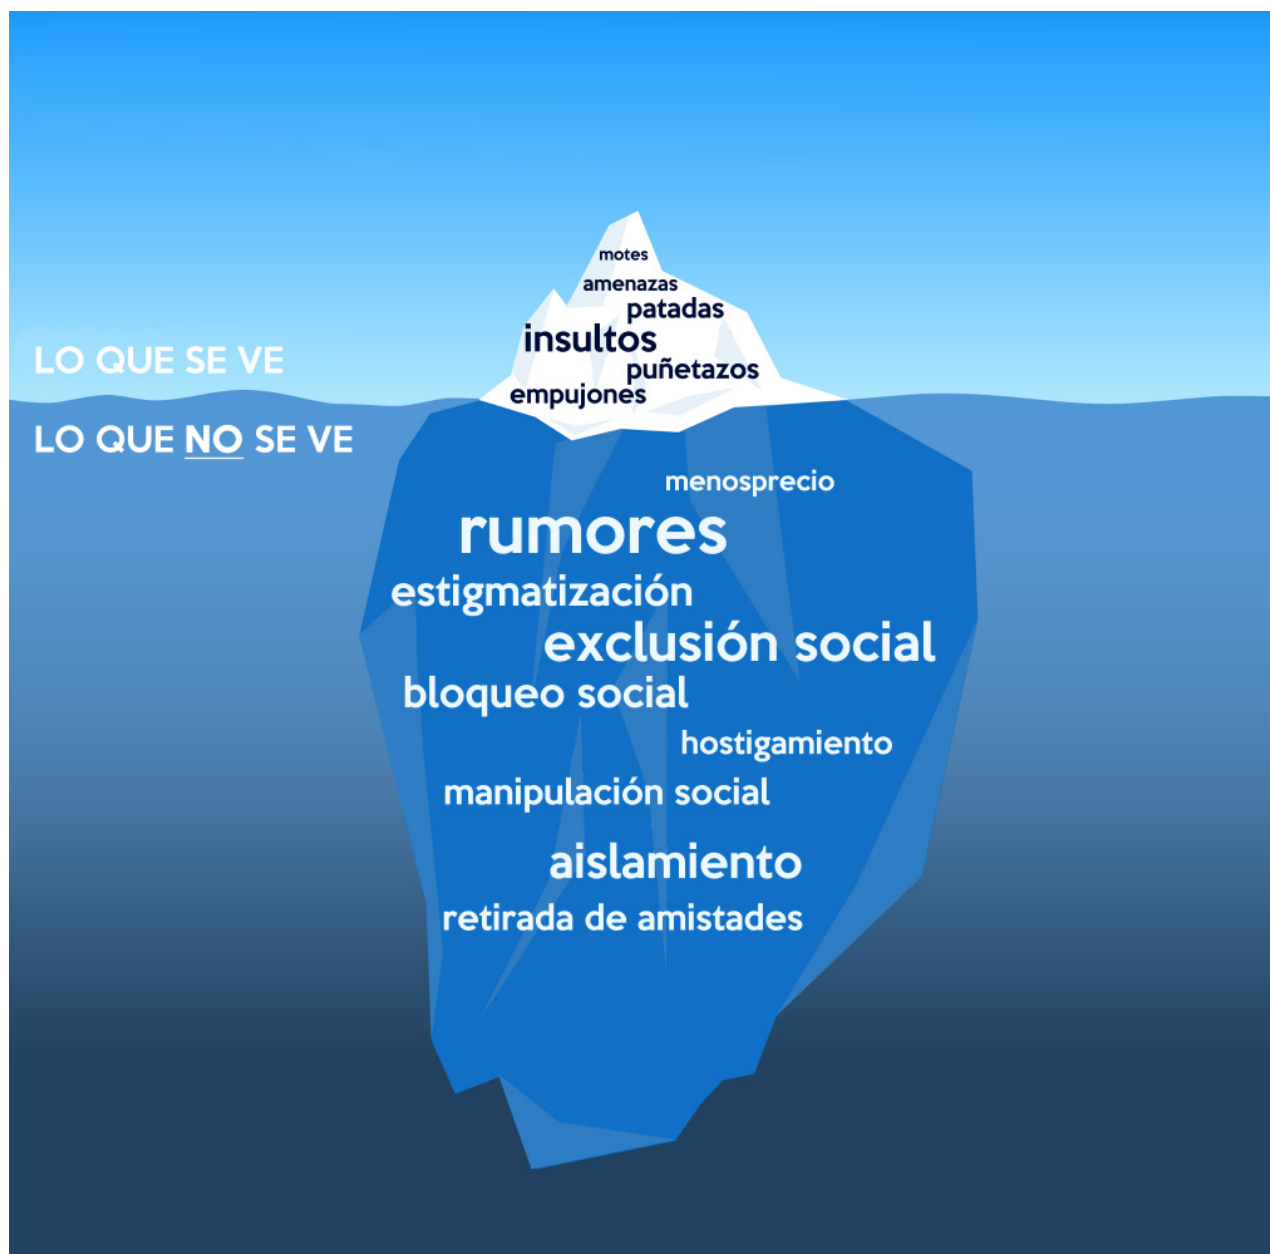 motes
amenazas
patadas
insultos
puñetazos
empujones
LO QUE SE VE
LO QUE NO SE VE
menosprecio
rumores
estigmatización
exclusión social
bloqueo social
hostigamiento
manipulación social
aislamiento
retirada de amistades